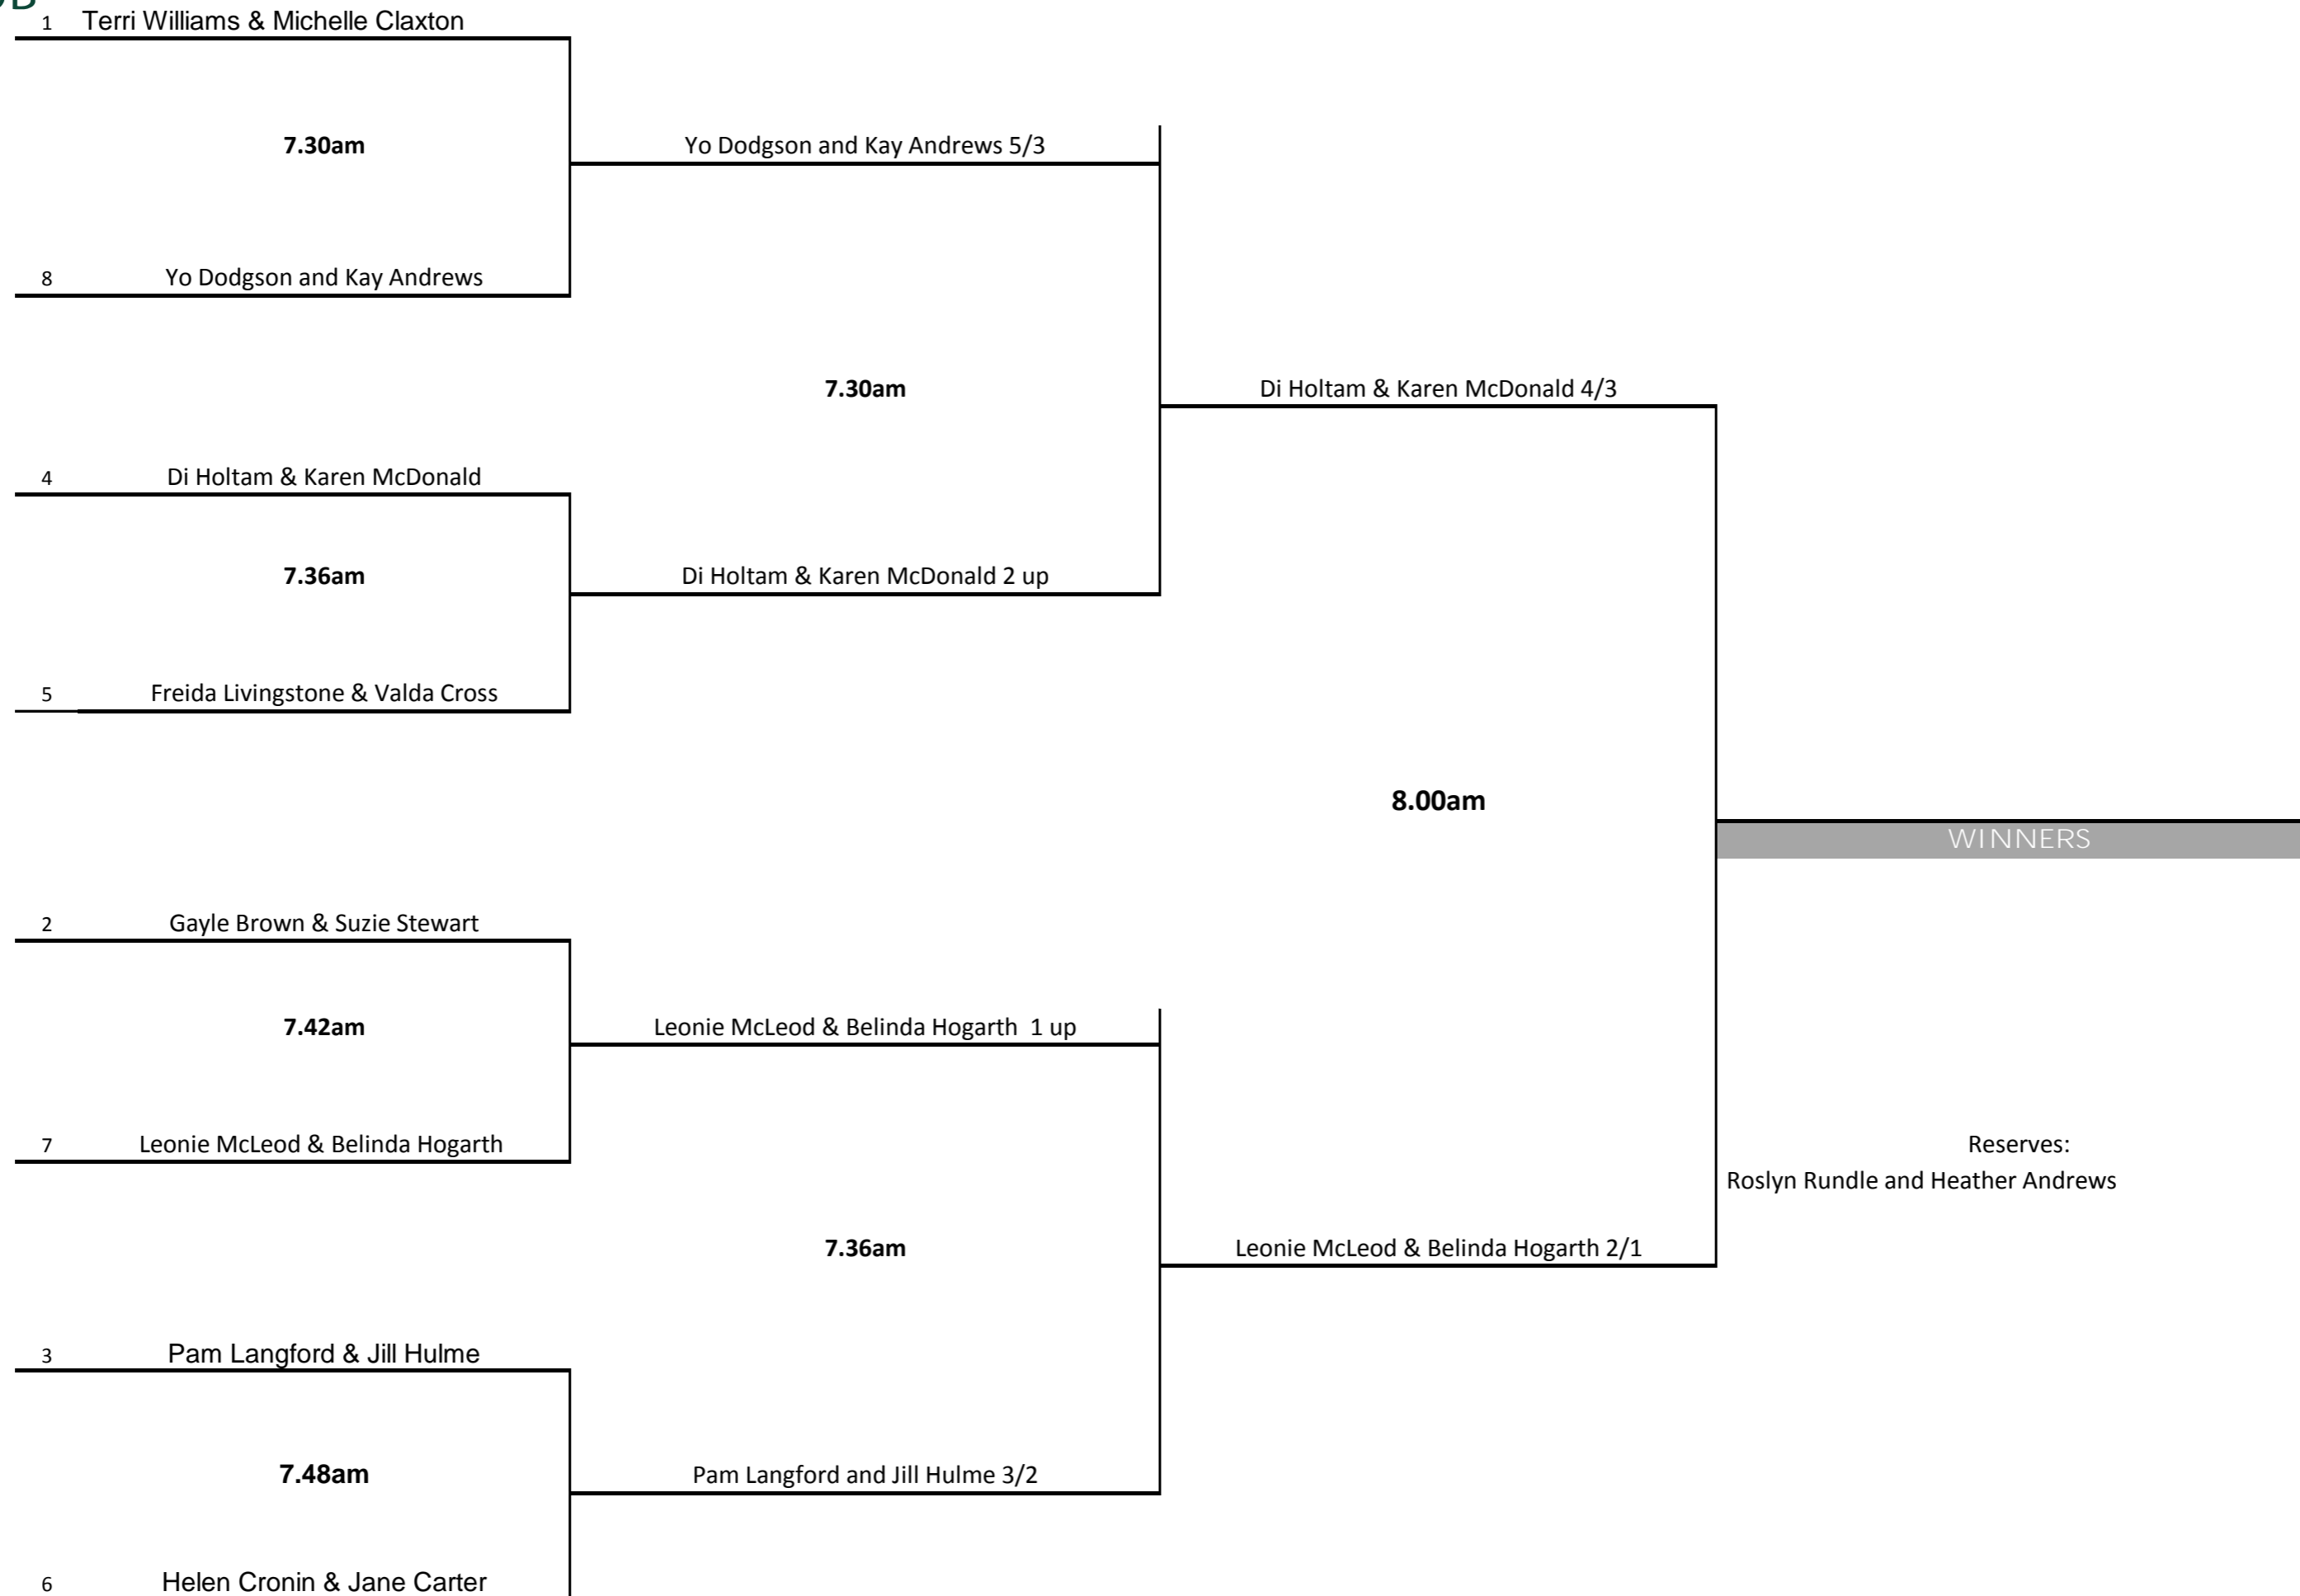 1 Terri Williams & Michelle Claxton
7.30am Yo Dodgson and Kay Andrews 5/3
8 Yo Dodgson and Kay Andrews
7.30am Di Holtam & Karen McDonald 4/3
4 Di Holtam & Karen McDonald
7.36am Di Holtam & Karen McDonald 2 up
5 Freida Livingstone & Valda Cross
8.00am
WINNERS
2 Gayle Brown & Suzie Stewart
7.42am Leonie McLeod & Belinda Hogarth 1 up
7 Leonie McLeod & Belinda Hogarth Reserves:
Roslyn Rundle and Heather Andrews
7.36am Leonie McLeod & Belinda Hogarth 2/1
3 Pam Langford & Jill Hulme
7.48am Pam Langford and Jill Hulme 3/2
6 Helen Cronin & Jane Carter